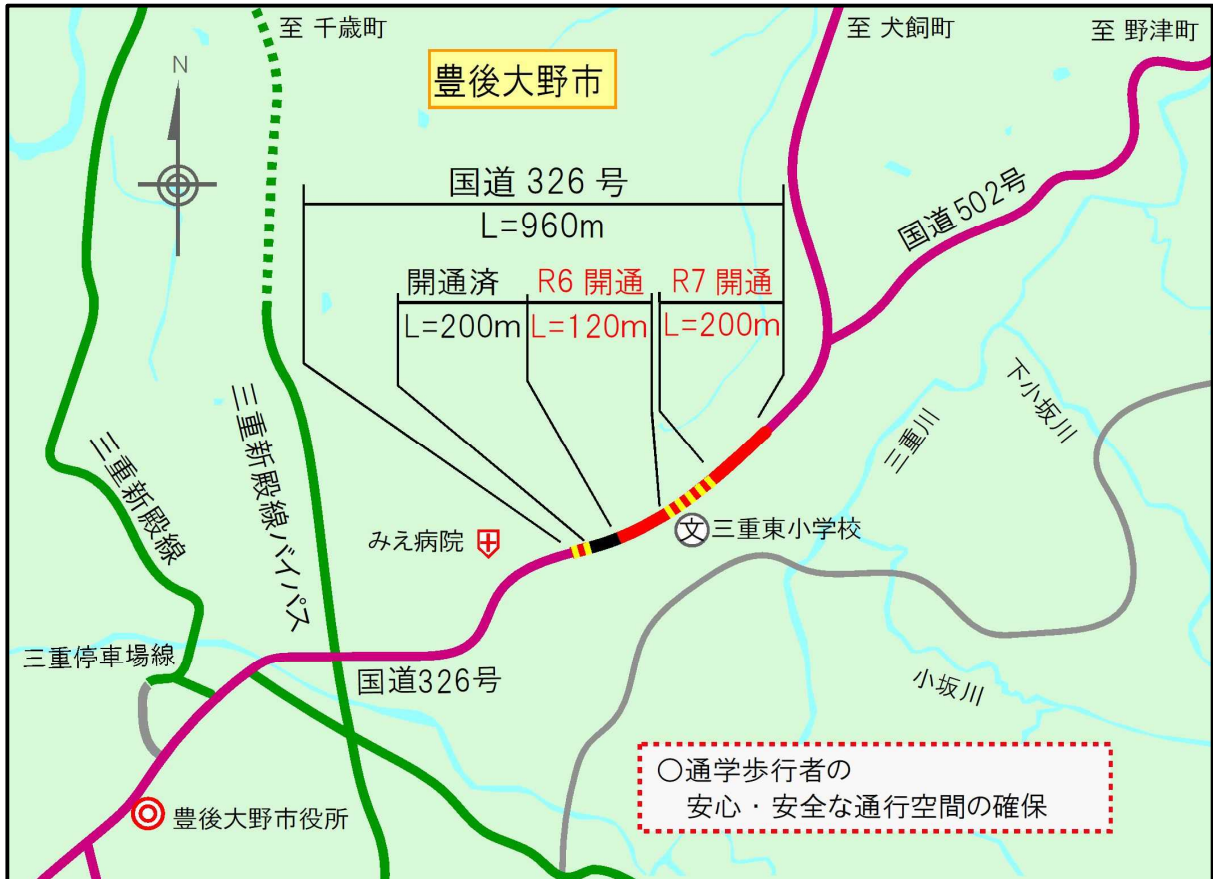 至 千歳町
至 犬飼町
至 野津町
豊後大野市
N
国道 326 号
L=960m
国道502号
開通済
R6 開通
R7 開通
L=200m
L=120m
L=200m
下小坂川
三重川
三重新殿線バイパス
三重新殿線
みえ病院
文
三重東小学校
三重停車場線
国道326号
小坂川
○通学歩行者の
安心・安全な通行空間の確保
豊後大野市役所